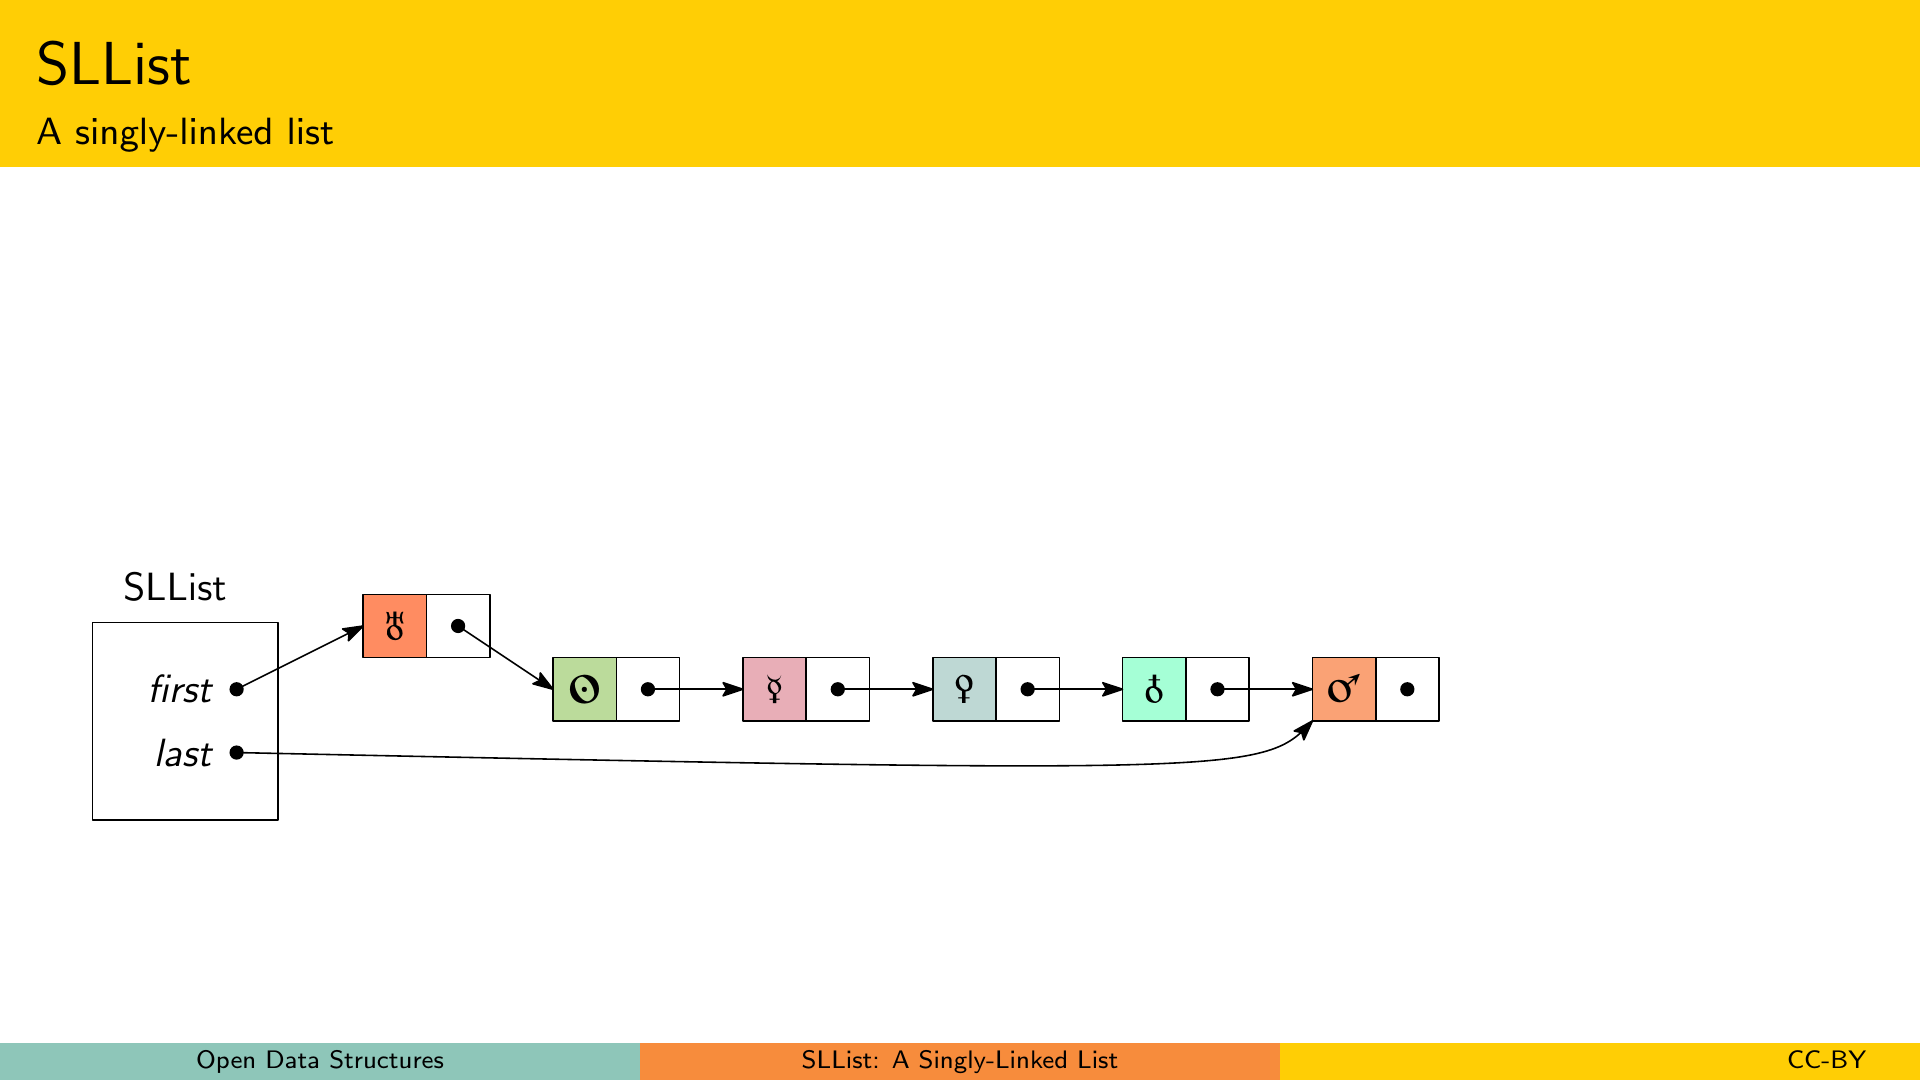 SLList
A singly-linked list
SLList
first
last
♅ ☉ ☿ ♀ ♁ ♂
Open Data Structures
SLList: A Singly-Linked List
CC-BY